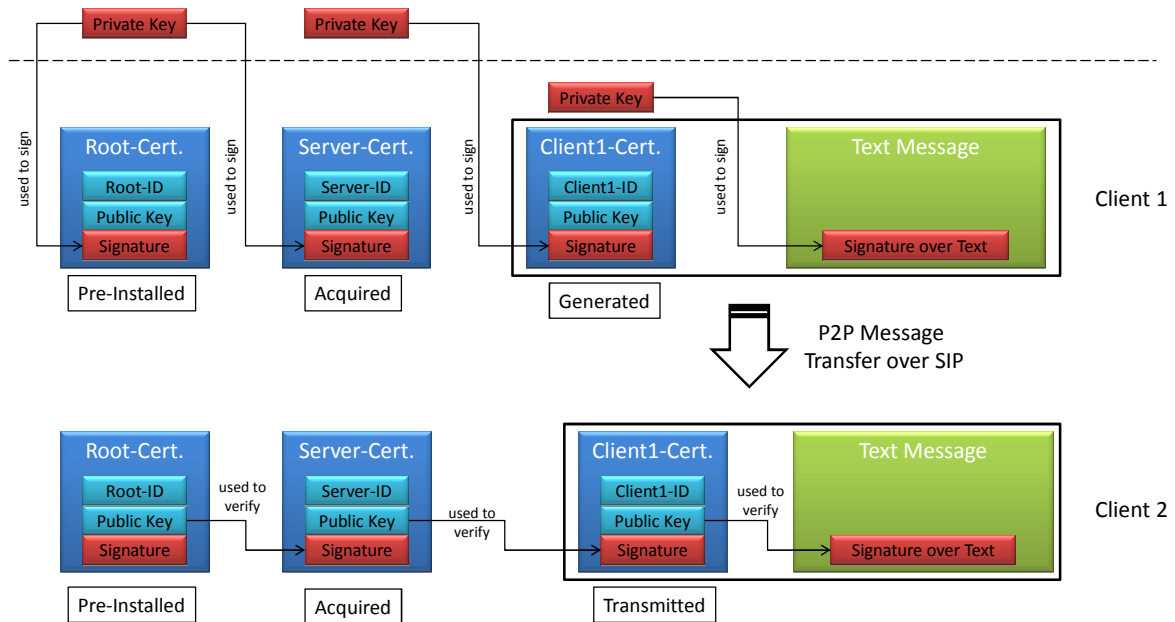 Private Key
Private Key
Private Key
used to sign
Root-Cert.
Root-ID
Public Key
Signature
Pre-Installed
used to sign
Server-Cert.
Server-ID
Public Key
Signature
Acquired
used to sign
Client1-Cert.
Client1-ID
Public Key
Signature
Generated
used to sign
Text Message
Signature over Text
Client 1
P2P Message
Transfer over SIP
Root-Cert.
Root-ID
Public Key
Signature
Pre-Installed
used to
verify
Server-Cert.
Server-ID
Public Key
Signature
Acquired
used to
verify
Client1-Cert.
Client1-ID
Public Key
Signature
Transmitted
used to
verify
Text Message
Signature over Text
Client 2